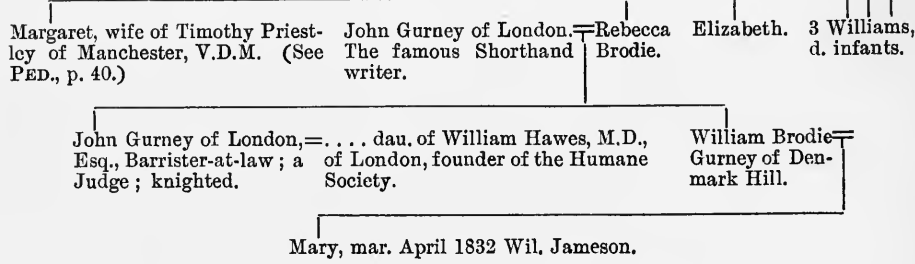 Margaret, wife of Timothy Priest-
ley of Manchester, V.D.M. (See
PED., p. 40.)
John Gurney of London.=Rebecca
The famous Shorthand Brodie.
writer.
Elizabeth.
3 Williams,
d. infants.
John Gurney of London,=.... dau. of William Hawes, M.D.,
Esq., Barrister-at-law; a of London, founder of the Humane
Judge; knighted. Society.
William Brodie=
Gurney of Den-
mark Hill.
Mary, mar. April 1832 Wil. Jameson.